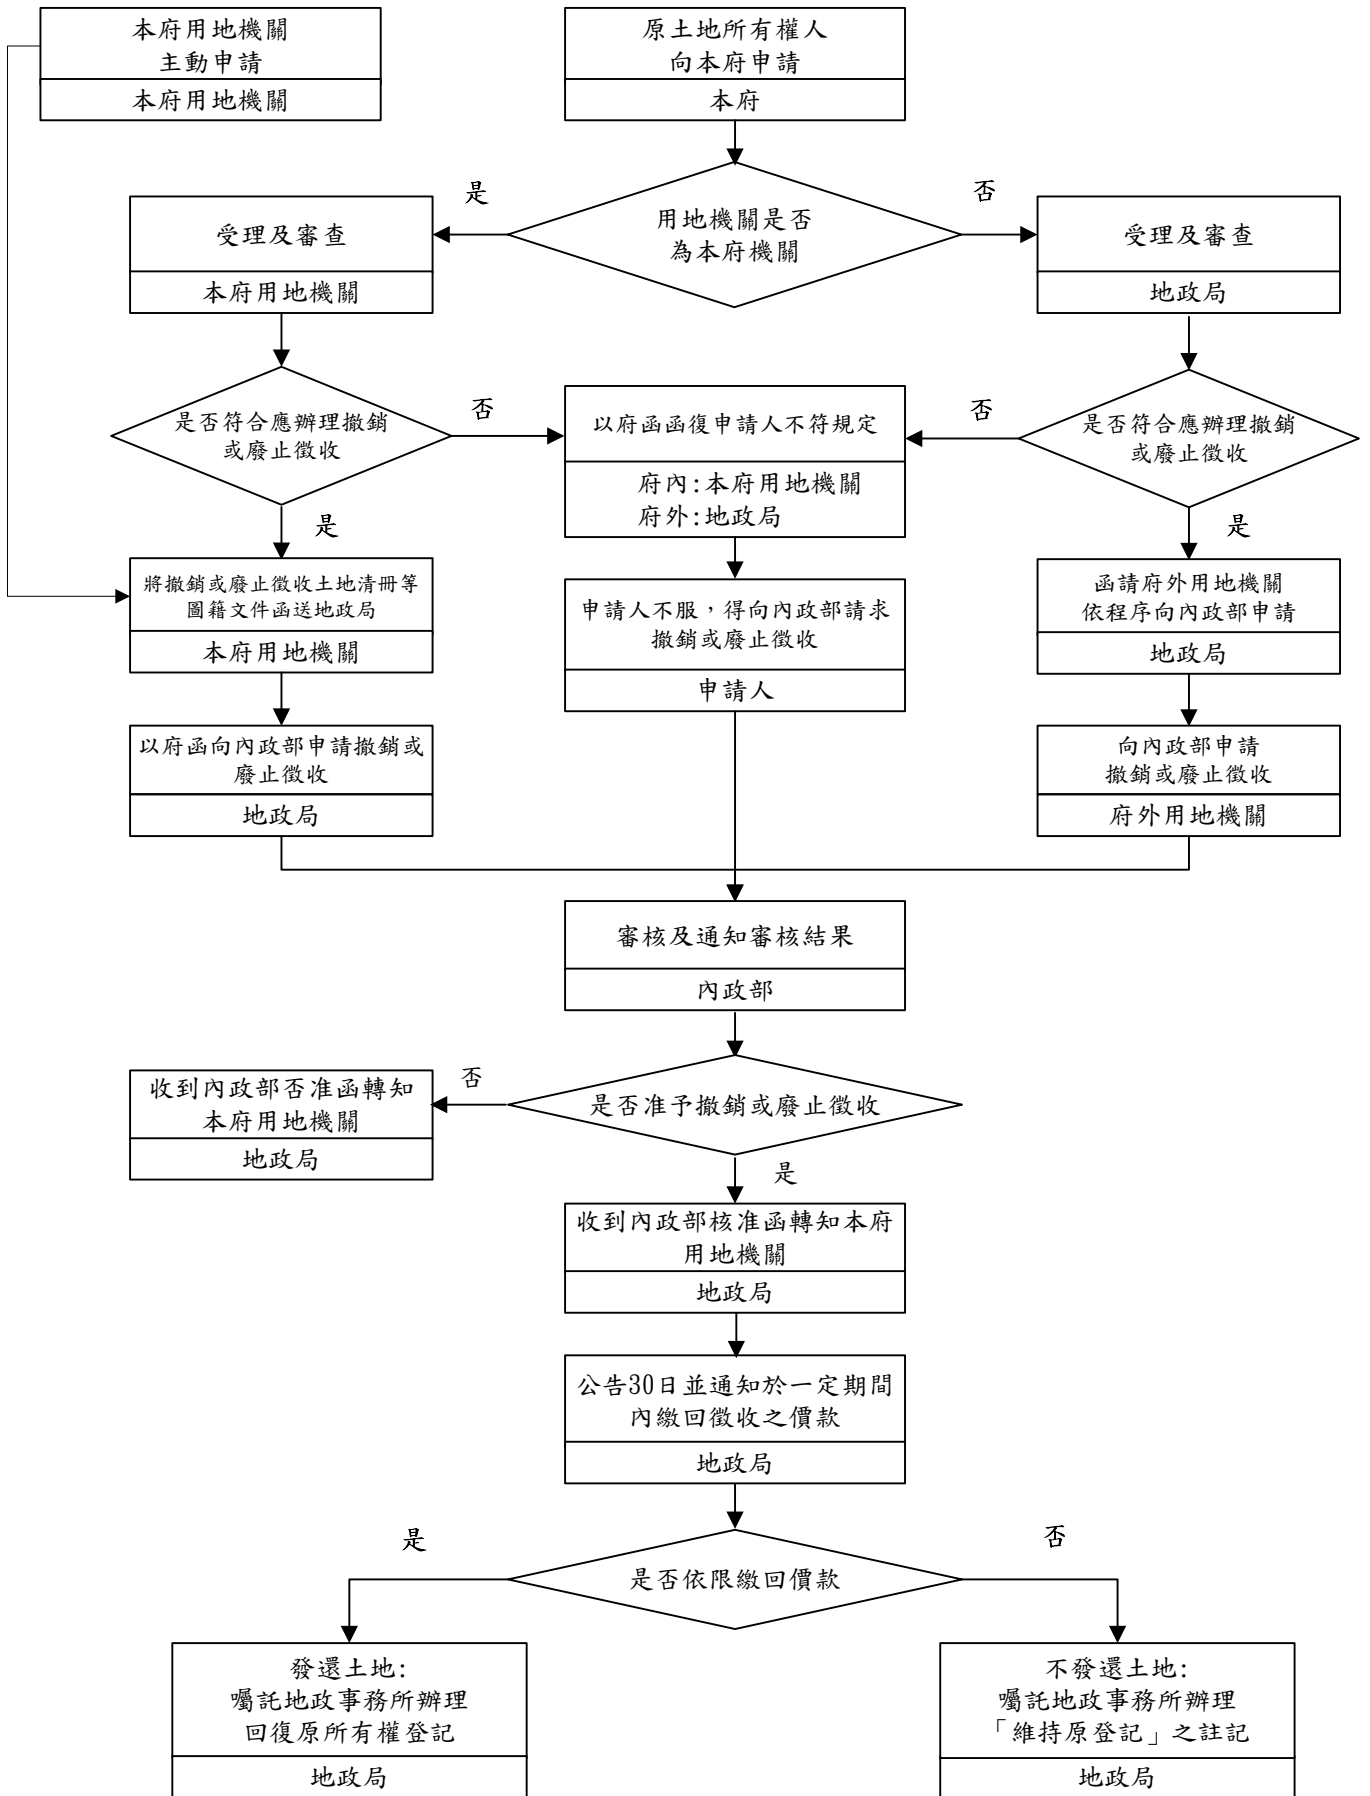 本府用地機關
主動申請
本府用地機關
原土地所有權人
向本府申請
本府
用地機關是否
為本府機關
是
否
受理及審查
本府用地機關
受理及審查
地政局
是否符合應辦理撤銷
或廢止徵收
否
是
以府函函復申請人不符規定
府內:本府用地機關
府外:地政局
否
是否符合應辦理撤銷
或廢止徵收
是
將撤銷或廢止徵收土地清冊等
圖籍文件函送地政局
本府用地機關
申請人不服,得向內政部請求
撤銷或廢止徵收
申請人
函請府外用地機關
依程序向內政部申請
地政局
以府函向內政部申請撤銷或
廢止徵收
地政局
向內政部申請
撤銷或廢止徵收
府外用地機關
審核及通知審核結果
內政部
是否准予撤銷或廢止徵收
否
是
收到內政部否准函轉知
本府用地機關
地政局
收到內政部核准函轉知本府
用地機關
地政局
公告30日並通知於一定期間
內繳回徵收之價款
地政局
是否依限繳回價款
是
否
發還土地:
囑託地政事務所辦理
回復原所有權登記
地政局
不發還土地:
囑託地政事務所辦理
「維持原登記」之註記
地政局